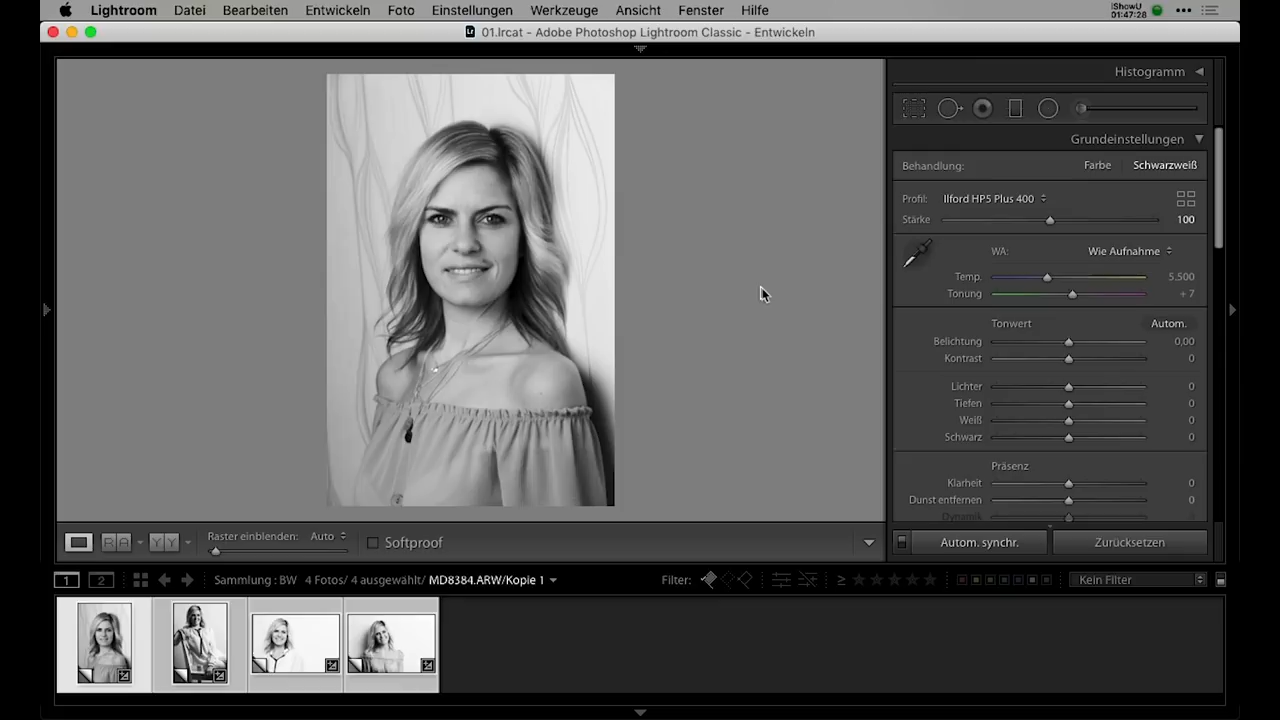 Lightroom Datei Bearbeiten Entwickeln Foto Einstellungen Werkzeuge Ansicht Fenster Hilfe
iShowU
01:47:28
01.lrcat - Adobe Photoshop Lightroom Classic - Entwickeln
Histogramm
Grundeinstellungen
Behandlung: Farbe Schwarzweiß
Profil: Ilford HP5 Plus 400
Stärke 100
WA: Wie Aufnahme
Temp. 5.500
Tonung + 7
Tonwert Autom.
Belichtung 0,00
Kontrast 0
Lichter 0
Tiefen 0
Weiß 0
Schwarz 0
Präsenz
Klarheit 0
Dunst entfernen 0
Dynamik
Raster einblenden: Auto
Softproof
Autom. synchr. Zurücksetzen
1 2 Sammlung : BW 4 Fotos/ 4 ausgewählt/ MD8384.ARW/Kopie 1 Filter: ≥ Kein Filter